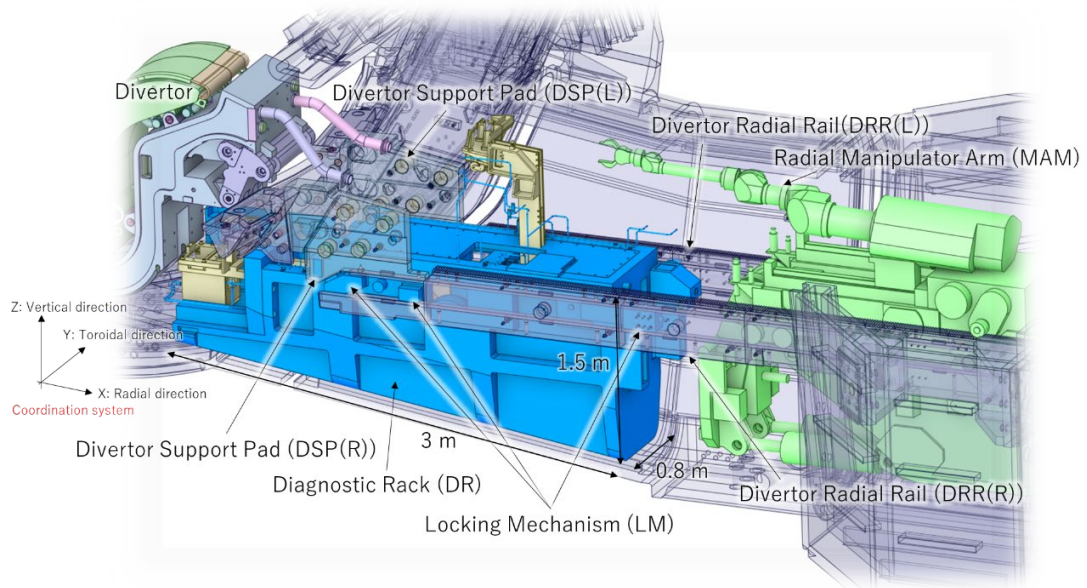 Divertor
Divertor Support Pad (DSP(L))
Divertor Radial Rail(DRR(L))
Radial Manipulator Arm (MAM)
Z: Vertical direction
Y: Toroidal direction
X: Radial direction
Coordination system
1.5 m
3 m
0.8 m
Divertor Support Pad (DSP(R))
Diagnostic Rack (DR)
Locking Mechanism (LM)
Divertor Radial Rail (DRR(R))